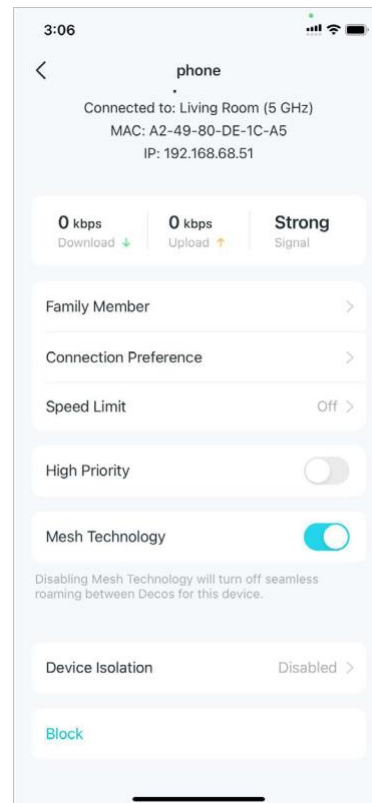 3:06
phone
Connected to: Living Room (5 GHz)
MAC: A2-49-80-DE-1C-A5
IP: 192.168.68.51
0 kbps 0 kbps Strong
Download ↓ Upload ↑ Signal
Family Member
Connection Preference
Speed Limit Off
High Priority
Mesh Technology
Disabling Mesh Technology will turn off seamless
roaming between Decos for this device.
Device Isolation Disabled
Block